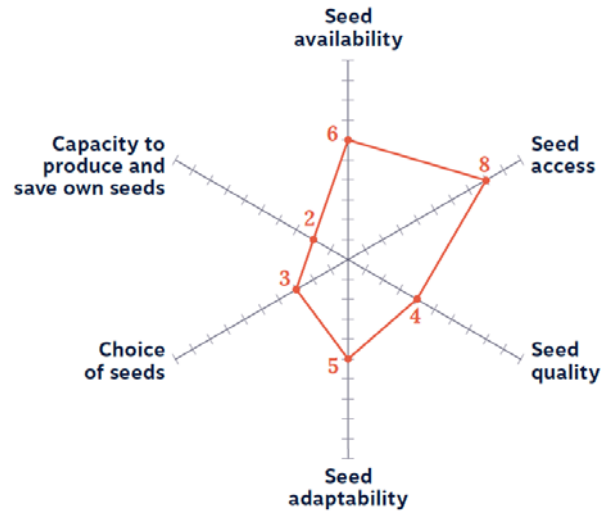 Seed
availability
6
Capacity to
produce and
save own seeds
Seed
access
8
2
3
4
Choice
of seeds
5
Seed
quality
Seed
adaptability